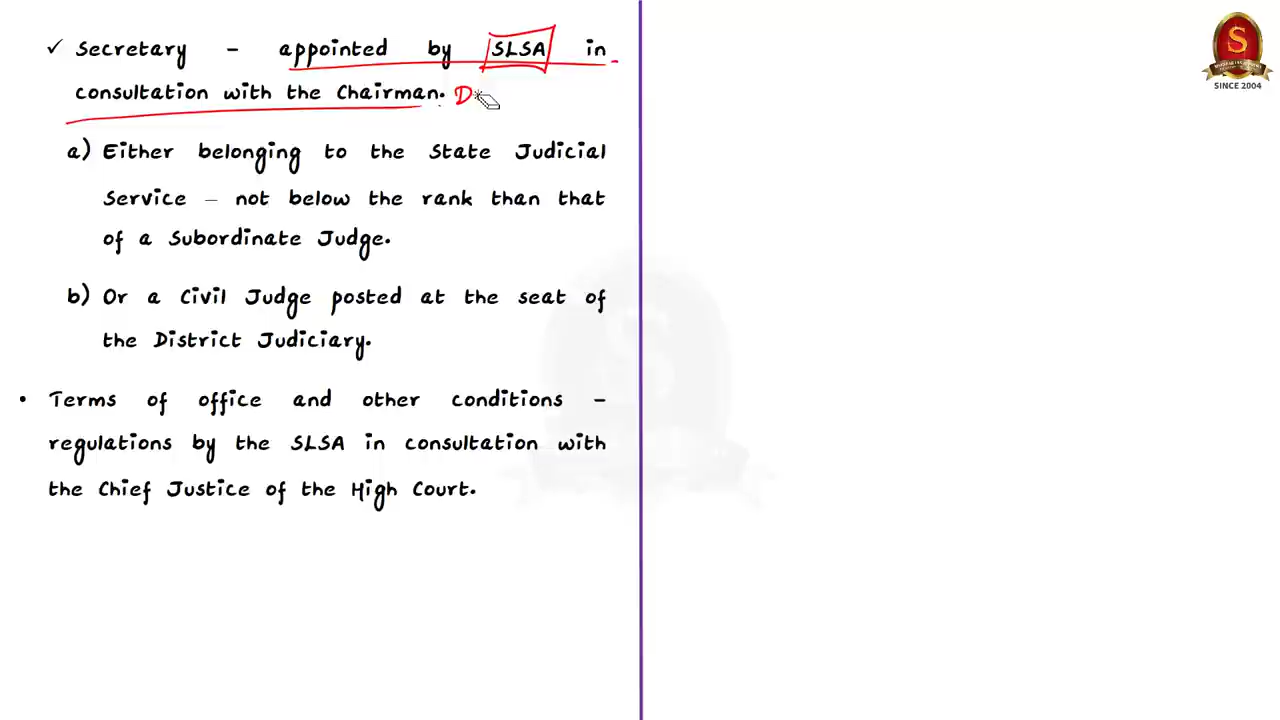 ✓ Secretary - appointed by SLSA in
consultation with the Chairman. D
a) Either belonging to the State Judicial
Service – not below the rank than that
of a Subordinate Judge.
b) Or a Civil Judge posted at the seat of
the District Judiciary.
• Terms of office and other conditions –
regulations by the SLSA in consultation with
the Chief Justice of the High Court.
S
SINCE 2004